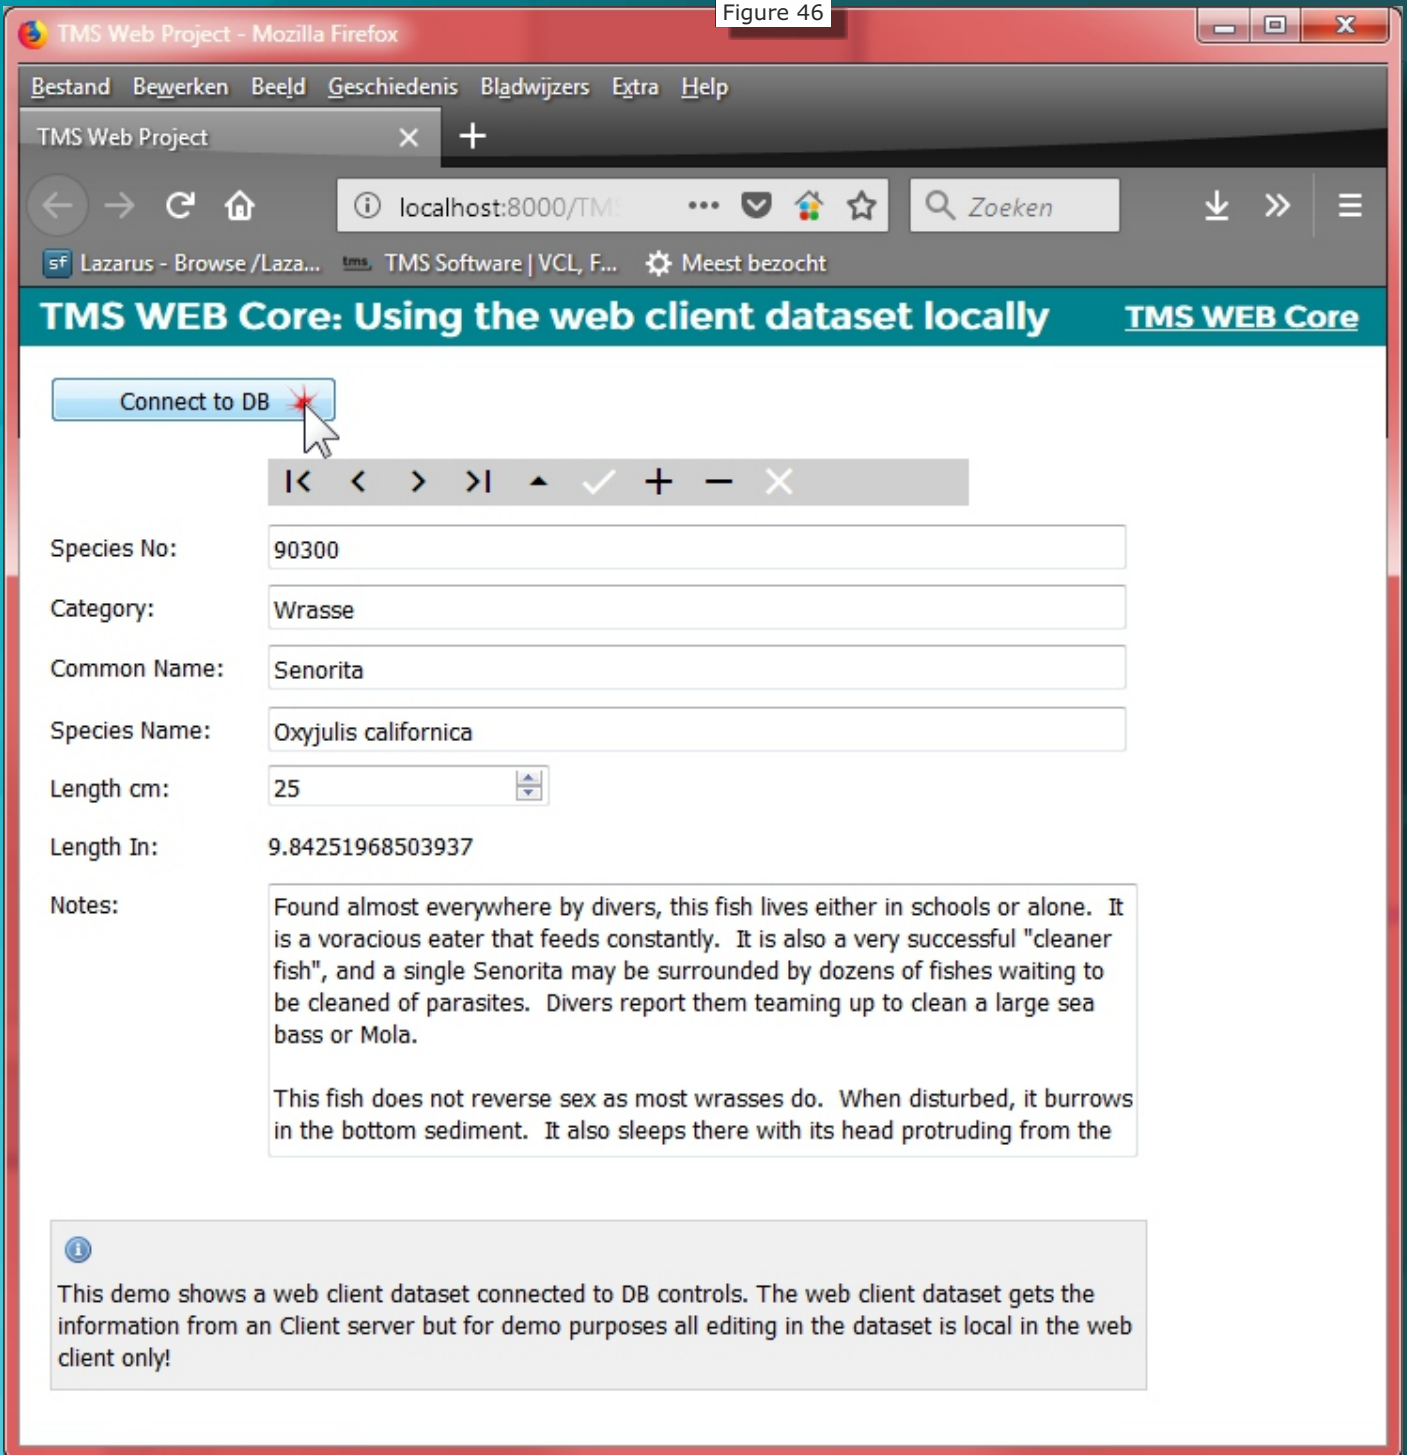 Figure 46
TMS Web Project - Mozilla Firefox
Bestand Bewerken Beeld Geschiedenis Bladwijzers Extra Help
TMS Web Project
localhost:8000/TMS
Zoeken
sf Lazarus - Browse /Laza... tms TMS Software | VCL, F... Meest bezocht
TMS WEB Core: Using the web client dataset locally TMS WEB Core
Connect to DB
Species No: 90300
Category: Wrasse
Common Name: Senorita
Species Name: Oxyjulis californica
Length cm: 25
Length In: 9.84251968503937
Notes: Found almost everywhere by divers, this fish lives either in schools or alone.  It
is a voracious eater that feeds constantly.  It is also a very successful "cleaner
fish", and a single Senorita may be surrounded by dozens of fishes waiting to
be cleaned of parasites.  Divers report them teaming up to clean a large sea
bass or Mola.
This fish does not reverse sex as most wrasses do.  When disturbed, it burrows
in the bottom sediment.  It also sleeps there with its head protruding from the
This demo shows a web client dataset connected to DB controls. The web client dataset gets the
information from an Client server but for demo purposes all editing in the dataset is local in the web
client only!